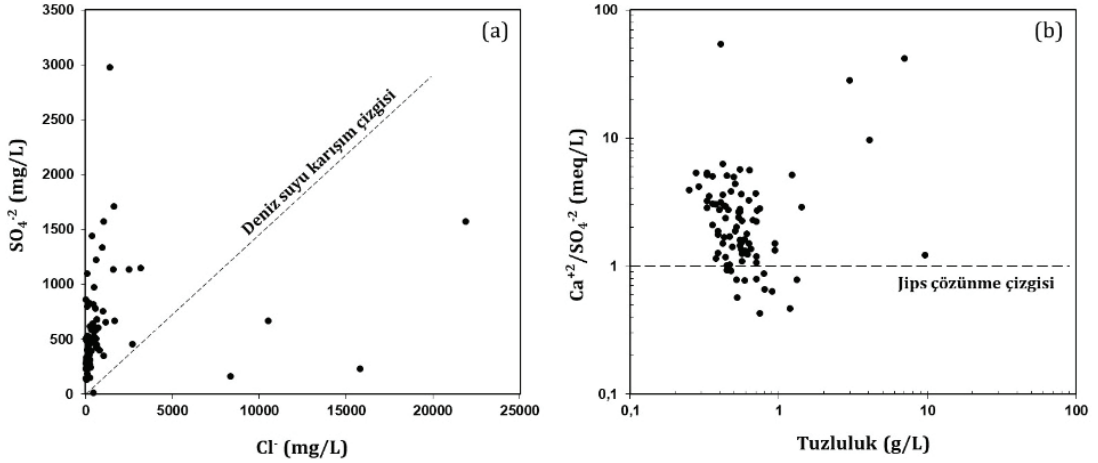 (a)
3500
3000
2500
2000
1500
1000
500
0
SO₄⁻² (mg/L)
Deniz suyu karışım çizgisi
0 5000 10000 15000 20000 25000
Cl⁻ (mg/L)
(b)
100
10
1
0,1
Ca⁺²/SO₄⁻² (meq/L)
Jips çözünme çizgisi
0,1 1 10 100
Tuzluluk (g/L)